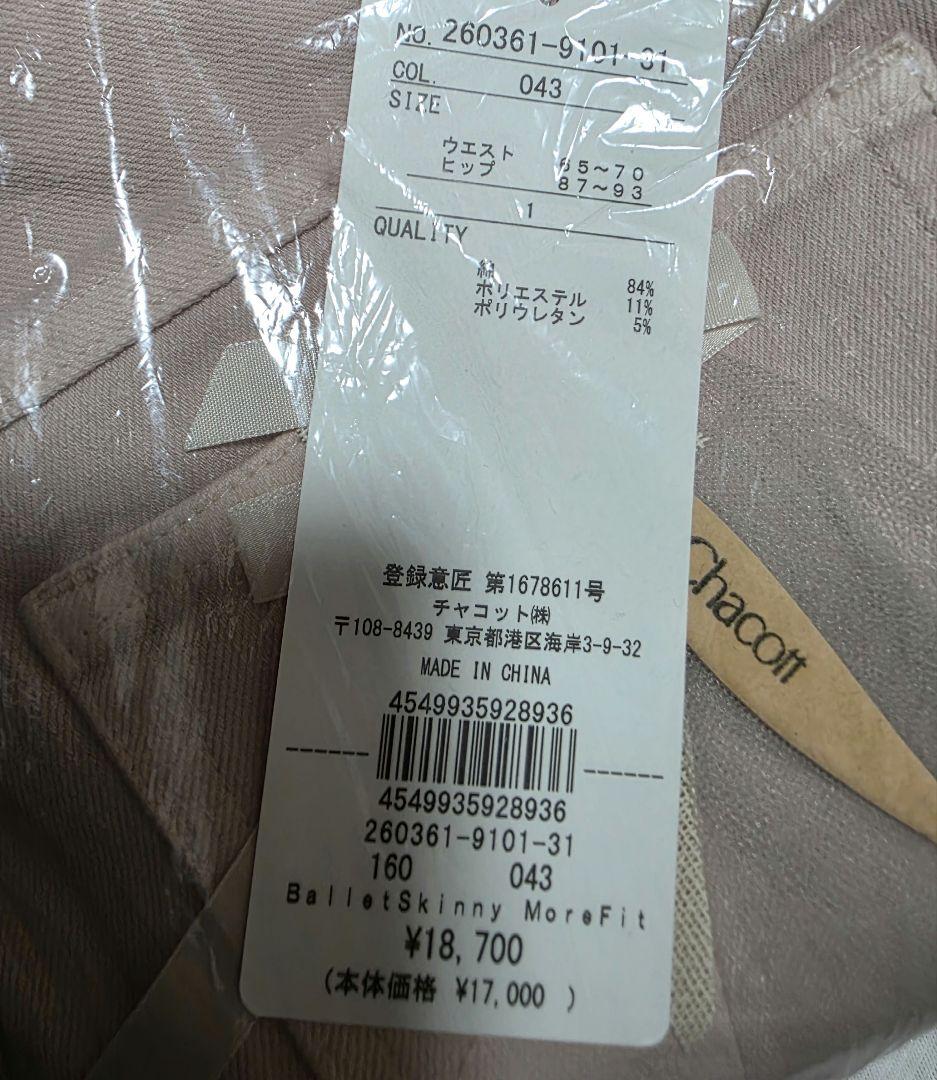 NO. 260361-9101-31
COL. 043
SIZE
ウエスト 65～70
ヒップ 87～93
1
QUALITY
綿 84%
ポリエステル 11%
ポリウレタン 5%
登録意匠 第1678611号
チャコット㈱
〒108-8439 東京都港区海岸3-9-32
MADE IN CHINA
4549935928936
4549935928936
260361-9101-31
160 043
BalletSkinny MoreFit
¥18,700
(本体価格 ¥17,000 )
Chacott